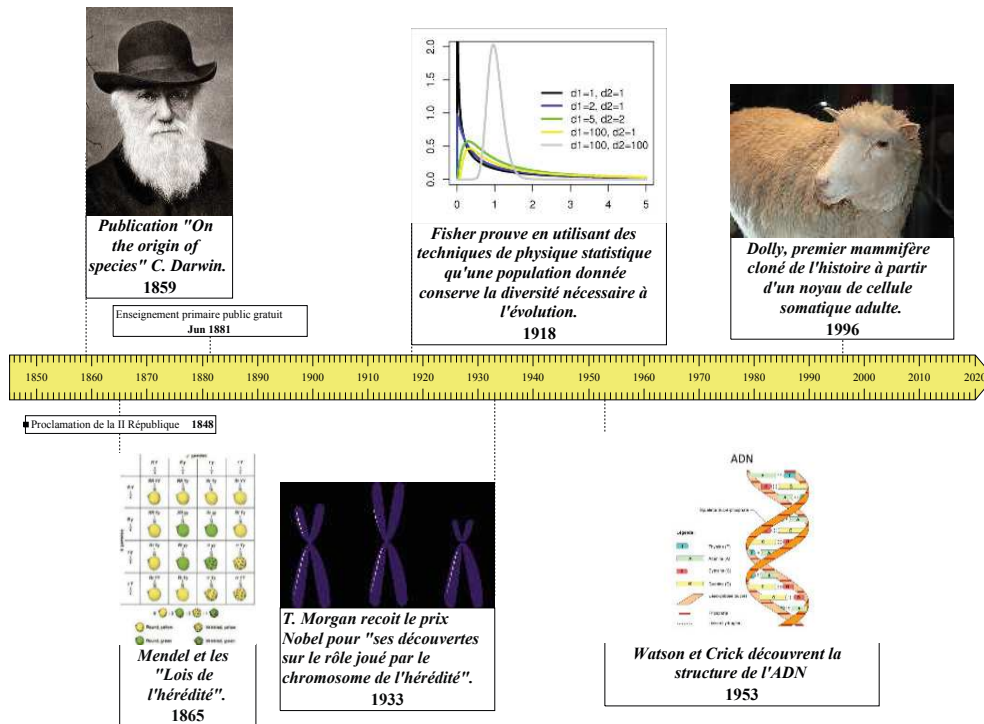 2.0
1.5
1.0
0.5
0.0
d1=1, d2=1
d1=2, d2=1
d1=5, d2=2
d1=100, d2=1
d1=100, d2=100
0 1 2 3 4 5
Publication "On
the origin of
species" C. Darwin.
1859
Fisher prouve en utilisant des
techniques de physique statistique
qu'une population donnée
conserve la diversité nécessaire à
l'évolution.
1918
Dolly, premier mammifère
cloné de l'histoire à partir
d'un noyau de cellule
somatique adulte.
1996
Enseignement primaire public gratuit
Jun 1881
1850 1860 1870 1880 1890 1900 1910 1920 1930 1940 1950 1960 1970 1980 1990 2000 2010 2020
Proclamation de la II République 1848
Round, yellow
Round, green
Mendel et les
"Lois de
l'hérédité".
1865
T. Morgan recoit le prix
Nobel pour "ses découvertes
sur le rôle joué par le
chromosome de l'hérédité".
1933
ADN
Watson et Crick découvrent la
structure de l'ADN
1953